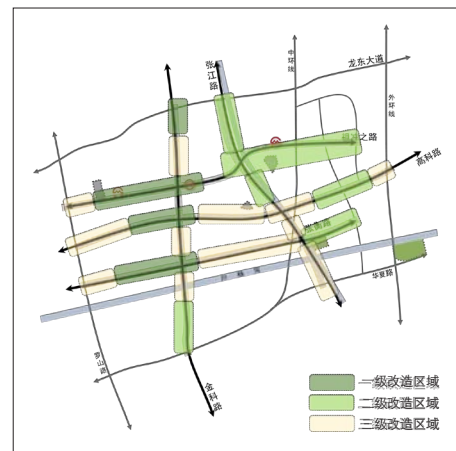 龙东大道
中环线
外环线
张江路
之路
高科路
华夏路
罗山路
金科路
一级改造区域
二级改造区域
三级改造区域